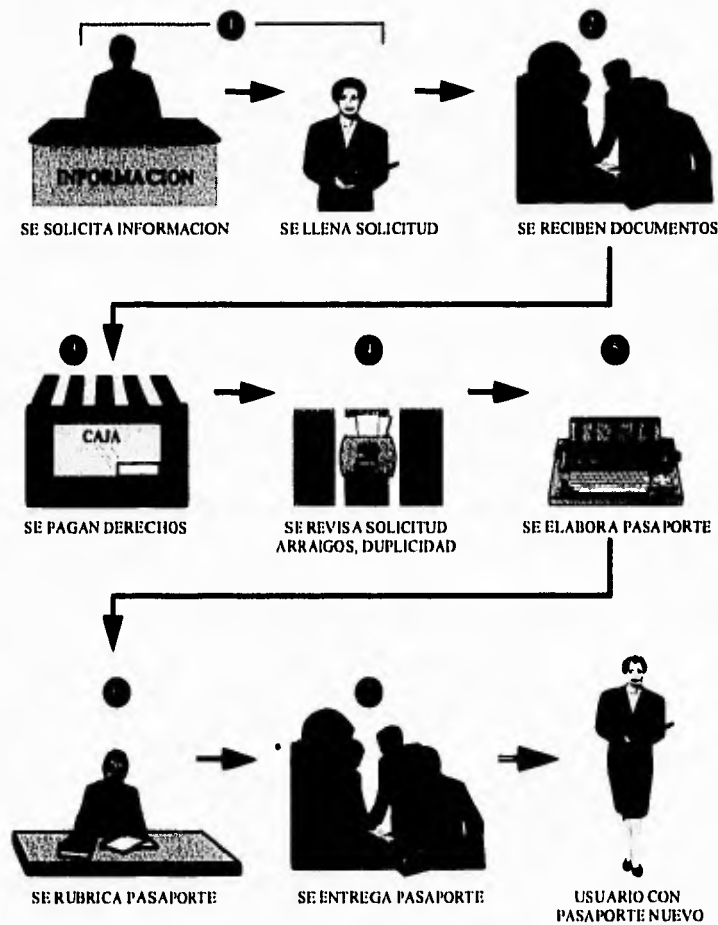 INFORMACION
SE SOLICITA INFORMACION
SE LLENA SOLICITUD
SE RECIBEN DOCUMENTOS
CAJA
SE PAGAN DERECHOS
SE REVISA SOLICITUD
ARRAIGOS, DUPLICIDAD
SE ELABORA PASAPORTE
SE RUBRICA PASAPORTE
SE ENTREGA PASAPORTE
USUARIO CON
PASAPORTE NUEVO